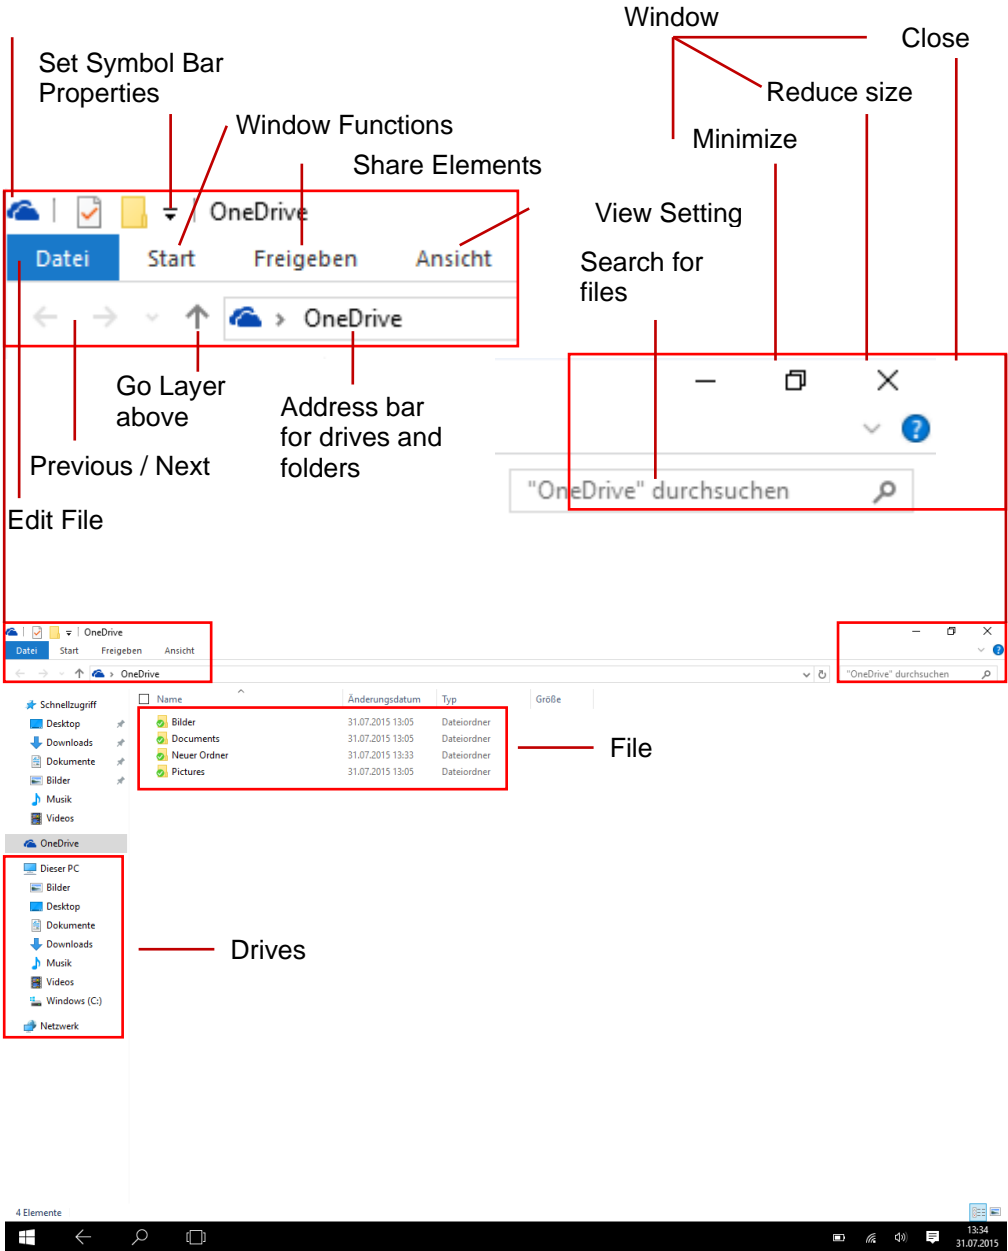 Window
Close
Set Symbol Bar
Properties
Reduce size
Window Functions
Minimize
Share Elements
OneDrive
View Setting
Datei Start Freigeben Ansicht
Search for
files
OneDrive
Go Layer
above
Address bar
for drives and
folders
Previous / Next
"OneDrive" durchsuchen
Edit File
OneDrive
Datei Start Freigeben Ansicht
OneDrive
"OneDrive" durchsuchen
Name Änderungsdatum Typ Größe
Bilder 31.07.2015 13:05 Dateiordner
Documents 31.07.2015 13:05 Dateiordner
Neuer Ordner 31.07.2015 13:33 Dateiordner
Pictures 31.07.2015 13:05 Dateiordner
File
Schnellzugriff
Desktop
Downloads
Dokumente
Bilder
Musik
Videos
OneDrive
Dieser PC
Bilder
Desktop
Dokumente
Downloads
Musik
Videos
Windows (C:)
Netzwerk
Drives
4 Elemente
13:34
31.07.2015